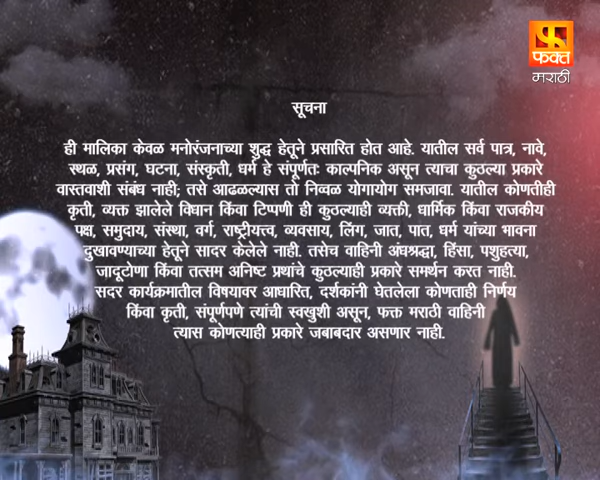 फक्त
मराठी
सूचना
ही मालिका केवळ मनोरंजनाच्या शुद्ध हेतूने प्रसारित होत आहे. यातील सर्व पात्र, नावे,
स्थळ, प्रसंग, घटना, संस्कृती, धर्म हे संपूर्णतः काल्पनिक असून त्याचा कुठल्या प्रकारे
वास्तवाशी संबंध नाही; तसे आढळल्यास तो निव्वळ योगायोग समजावा. यातील कोणतीही
कृती, व्यक्त झालेले विधान किंवा टिप्पणी ही कुठल्याही व्यक्ती, धार्मिक किंवा राजकीय
पक्ष, समुदाय, संस्था, वर्ग, राष्ट्रीयत्त्व, व्यवसाय, लिंग, जात, पात, धर्म यांच्या भावना
दुखावण्याच्या हेतूने सादर केलेले नाही. तसेच वाहिनी अंधश्रद्धा, हिंसा, पशुहत्या,
जादूटोणा किंवा तत्सम अनिष्ट प्रथांचे कुठल्याही प्रकारे समर्थन करत नाही.
सदर कार्यक्रमातील विषयावर आधारित, दर्शकांनी घेतलेला कोणताही निर्णय
किंवा कृती, संपूर्णपणे त्यांची स्वखुशी असून, फक्त मराठी वाहिनी
त्यास कोणत्याही प्रकारे जबाबदार असणार नाही.